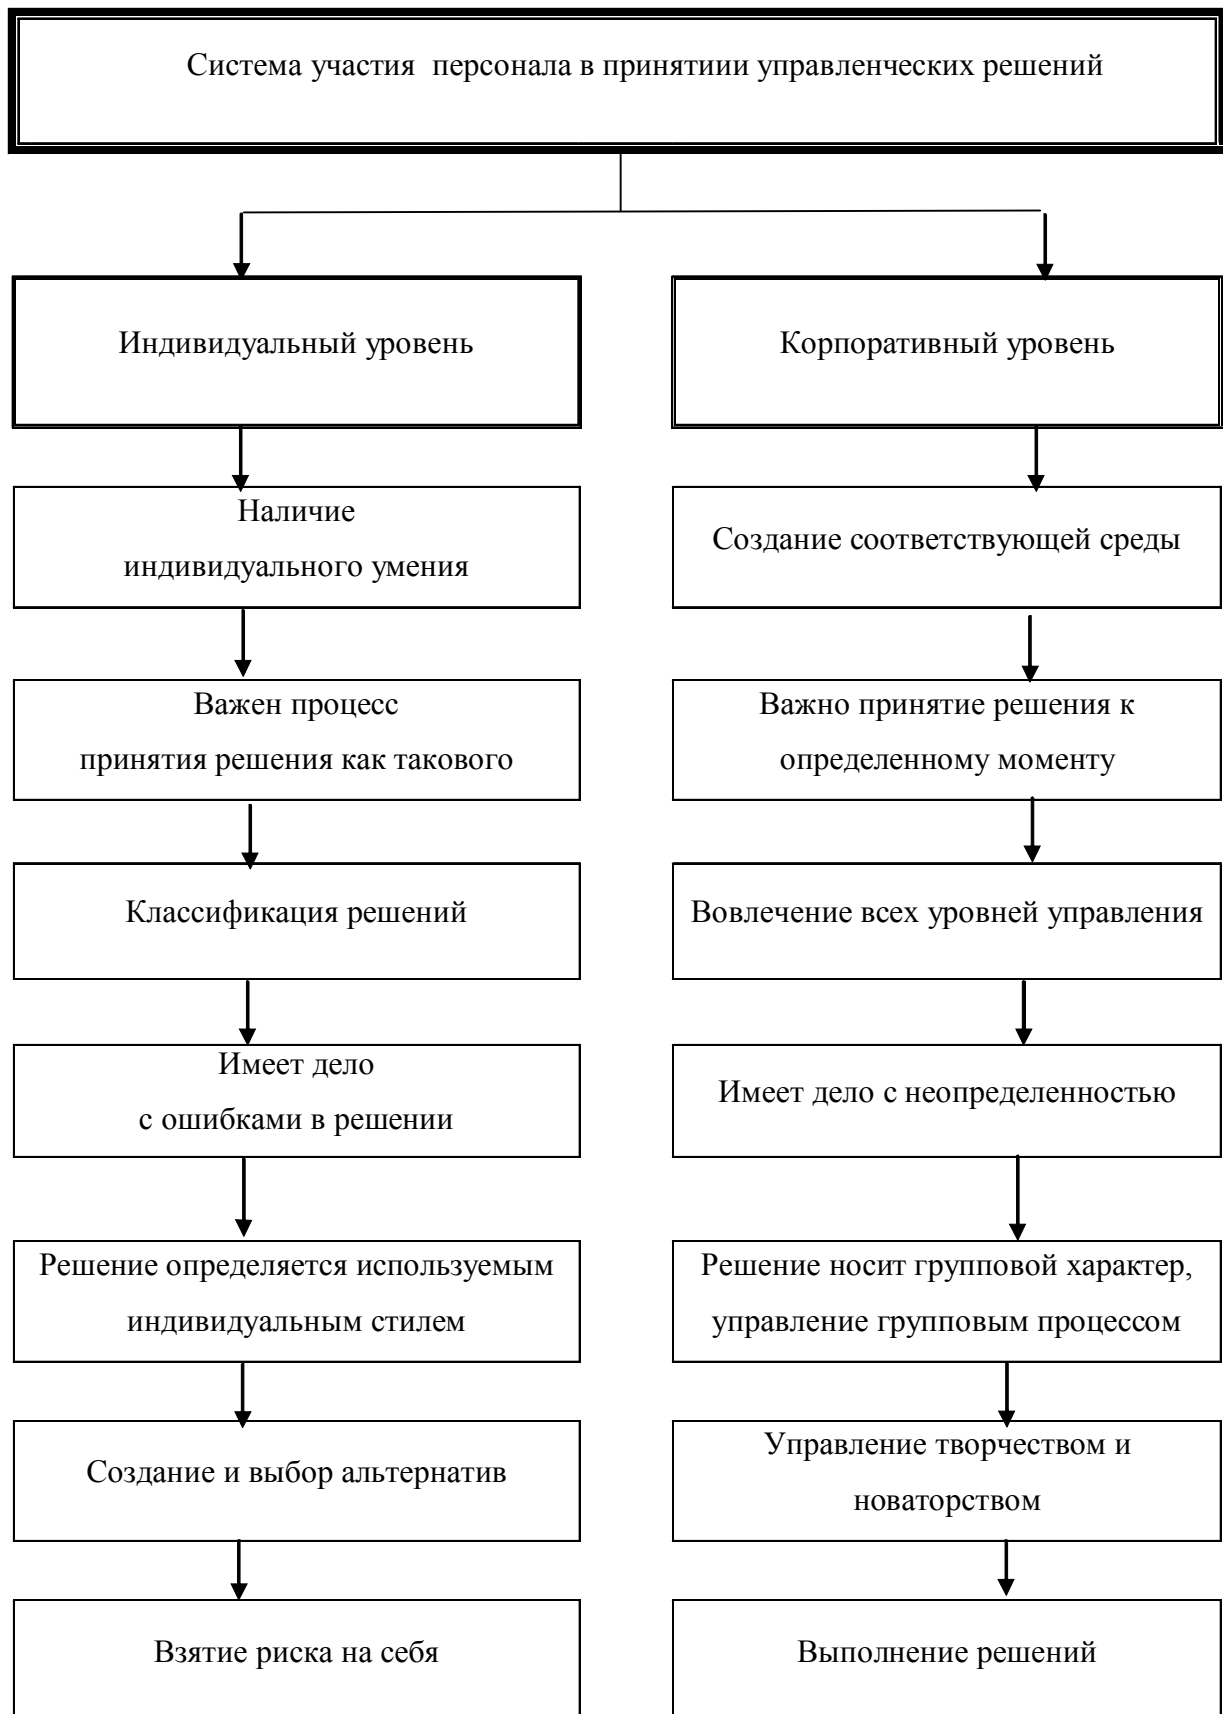 Система участия  персонала в принятиии управленческих решений
Индивидуальный уровень
Корпоративный уровень
Наличие
индивидуального умения
Создание соответствующей среды
Важен процесс
принятия решения как такового
Важно принятие решения к
определенному моменту
Классификация решений
Вовлечение всех уровней управления
Имеет дело
с ошибками в решении
Имеет дело с неопределенностью
Решение определяется используемым
индивидуальным стилем
Решение носит групповой характер,
управление групповым процессом
Создание и выбор альтернатив
Управление творчеством и
новаторством
Взятие риска на себя
Выполнение решений